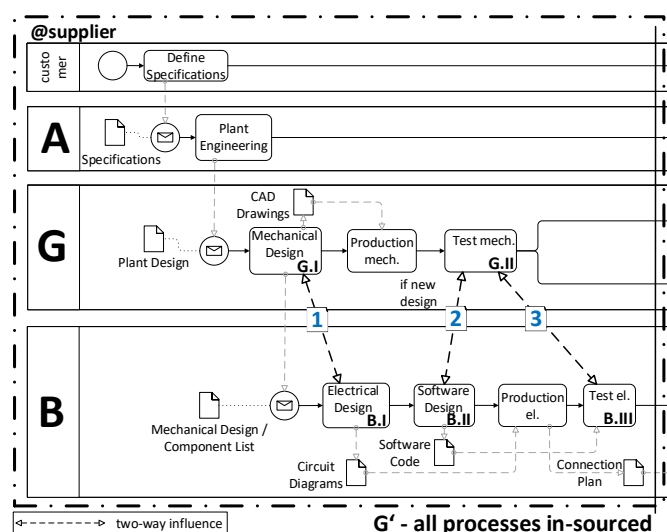 @supplier
custo
mer
Define
Specifications
A
Specifications
Plant
Engineering
G
Plant Design
CAD
Drawings
Mechanical
Design
G.I
Production
mech.
Test mech.
G.II
if new
design
1
2
3
B
Mechanical Design /
Component List
Electrical
Design
B.I
Software
Design
B.II
Production
el.
Test el.
B.III
Circuit
Diagrams
Software
Code
Connection
Plan
two-way influence
G‘ - all processes in-sourced